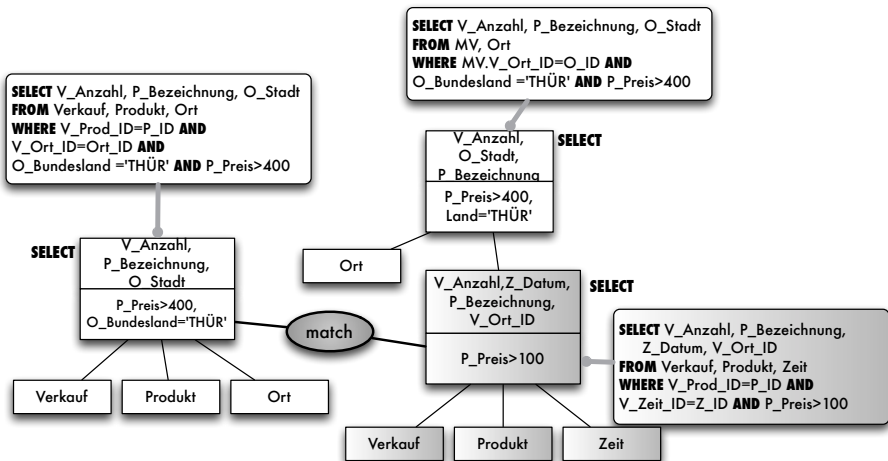 SELECT V_Anzahl, P_Bezeichnung, O_Stadt
FROM MV, Ort
WHERE MV.V_Ort_ID=O_ID AND
O_Bundesland ='THÜR' AND P_Preis>400
SELECT V_Anzahl, P_Bezeichnung, O_Stadt
FROM Verkauf, Produkt, Ort
WHERE V_Prod_ID=P_ID AND
V_Ort_ID=Ort_ID AND
O_Bundesland ='THÜR' AND P_Preis>400
V_Anzahl,
O_Stadt,
P_Bezeichnung
SELECT
P_Preis>400,
Land='THÜR'
SELECT
V_Anzahl,
P_Bezeichnung,
O_Stadt
P_Preis>400,
O_Bundesland='THÜR'
Ort
V_Anzahl,Z_Datum,
P_Bezeichnung,
V_Ort_ID
SELECT
P_Preis>100
match
SELECT V_Anzahl, P_Bezeichnung,
Z_Datum, V_Ort_ID
FROM Verkauf, Produkt, Zeit
WHERE V_Prod_ID=P_ID AND
V_Zeit_ID=Z_ID AND P_Preis>100
Verkauf
Produkt
Ort
Verkauf
Produkt
Zeit